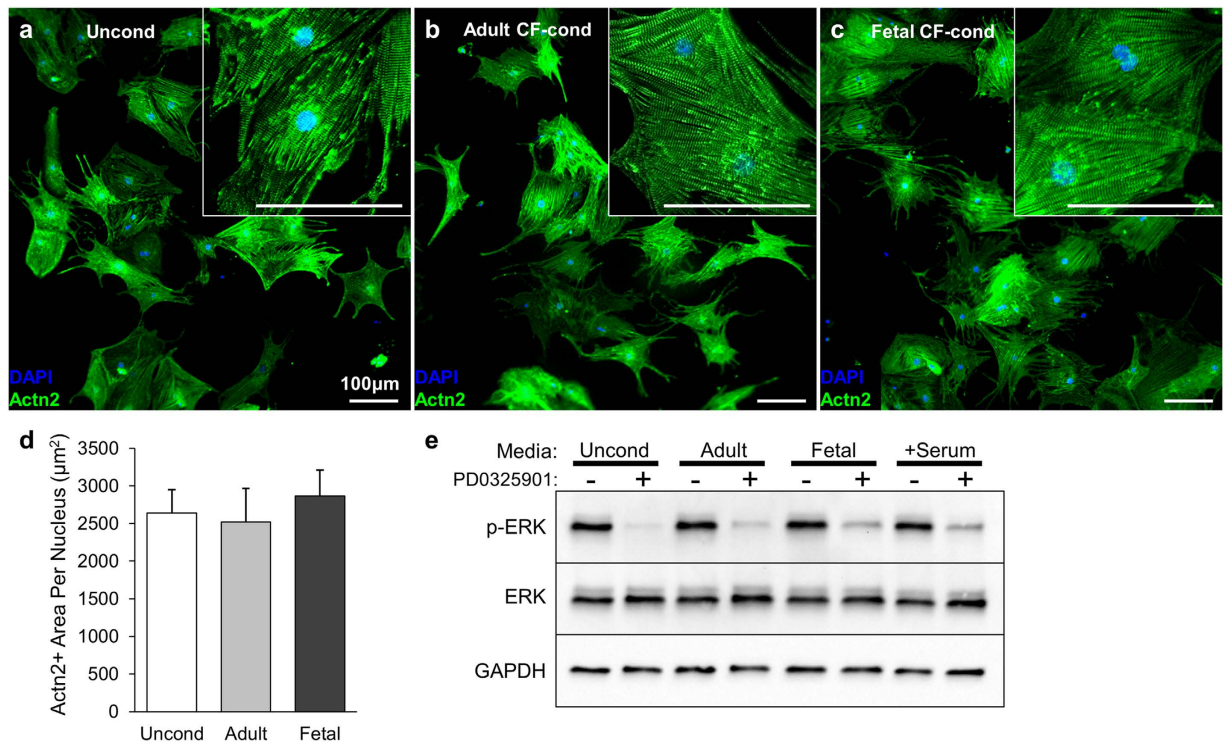 a Uncond
DAPI
Actn2
100µm
b Adult CF-cond
DAPI
Actn2
c Fetal CF-cond
DAPI
Actn2
d
Actn2+ Area Per Nucleus (µm²)
3500
3000
2500
2000
1500
1000
500
0
Uncond Adult Fetal
e
Media: Uncond Adult Fetal +Serum
PD0325901: - + - + - + - +
p-ERK
ERK
GAPDH